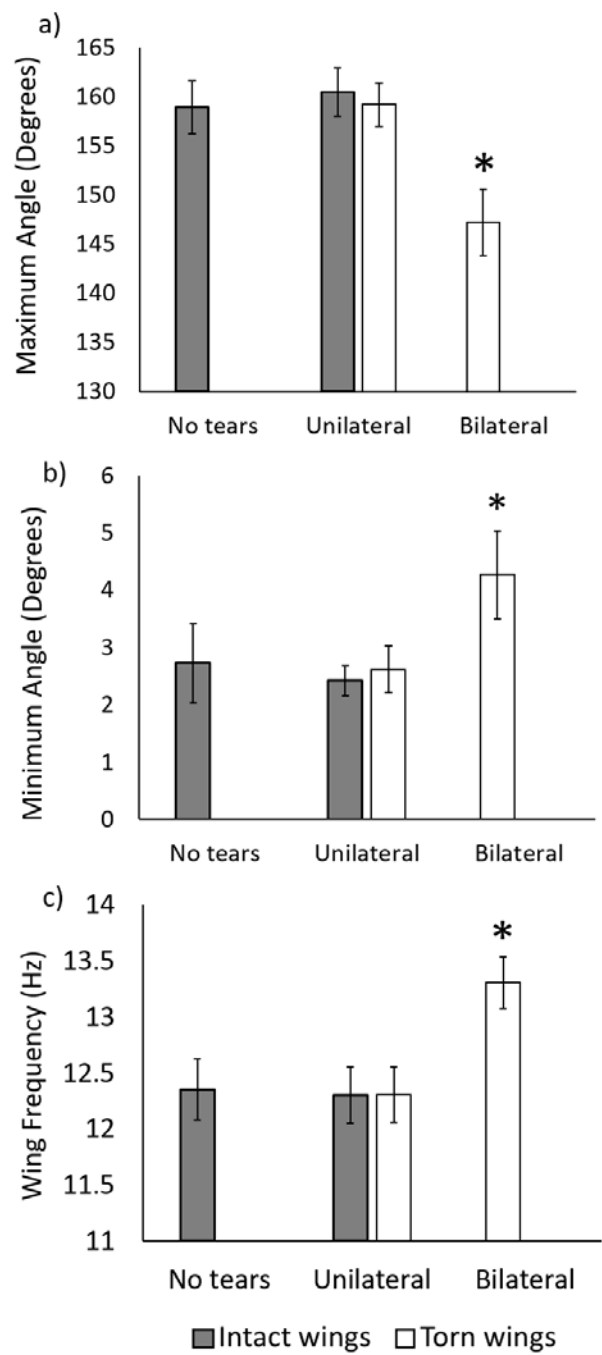 a)
Maximum Angle (Degrees)
165
160
155
150
145
140
135
130
*
No tears Unilateral Bilateral
b)
Minimum Angle (Degrees)
6
5
4
3
2
1
0
*
No tears Unilateral Bilateral
c)
Wing Frequency (Hz)
14
13.5
13
12.5
12
11.5
11
*
No tears Unilateral Bilateral
Intact wings Torn wings